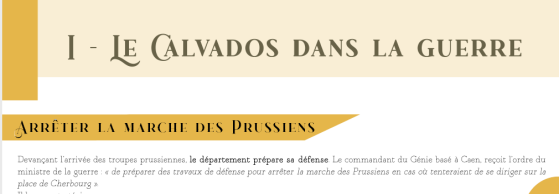 I - Le Calvados dans la guerre
Arrêter la marche des Prussiens
Devançant l'arrivée des troupes prussiennes, le département prépare sa défense. Le commandant du Génie basé à Caen, reçoit l'ordre du
ministre de la guerre : « de préparer des travaux de défense pour arrêter la marche des Prussiens en cas où tenteraient de se diriger sur la
place de Cherbourg »